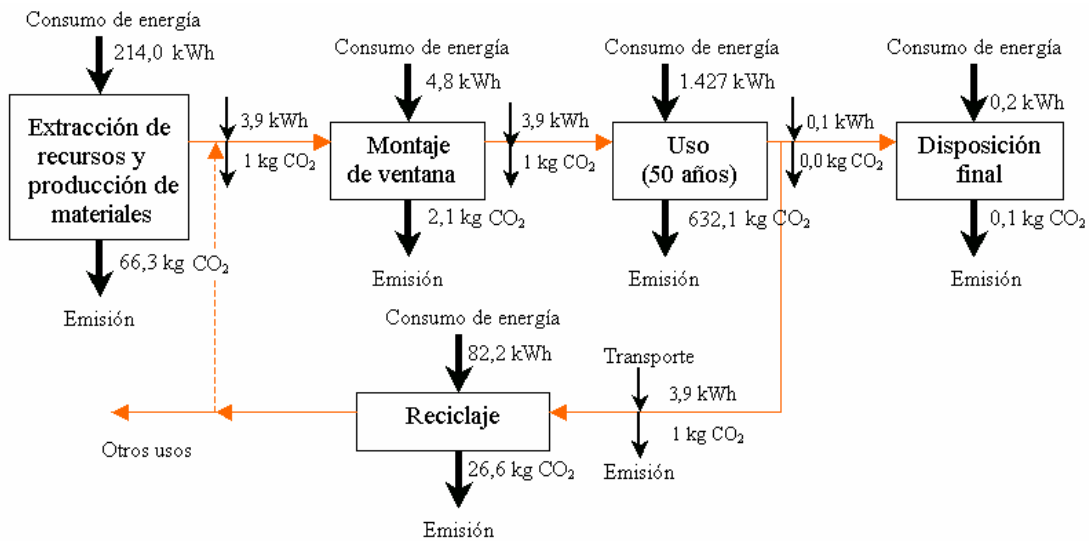 Consumo de energía
214,0 kWh
Extracción de
recursos y
producción de
materiales
66,3 kg CO₂
Emisión
3,9 kWh
1 kg CO₂
Consumo de energía
4,8 kWh
Montaje
de ventana
2,1 kg CO₂
Emisión
3,9 kWh
1 kg CO₂
Consumo de energía
1.427 kWh
Uso
(50 años)
632,1 kg CO₂
Emisión
0,1 kWh
0,0 kg CO₂
Consumo de energía
0,2 kWh
Disposición
final
0,1 kg CO₂
Emisión
Consumo de energía
82,2 kWh
Reciclaje
26,6 kg CO₂
Emisión
Transporte
3,9 kWh
1 kg CO₂
Emisión
Otros usos